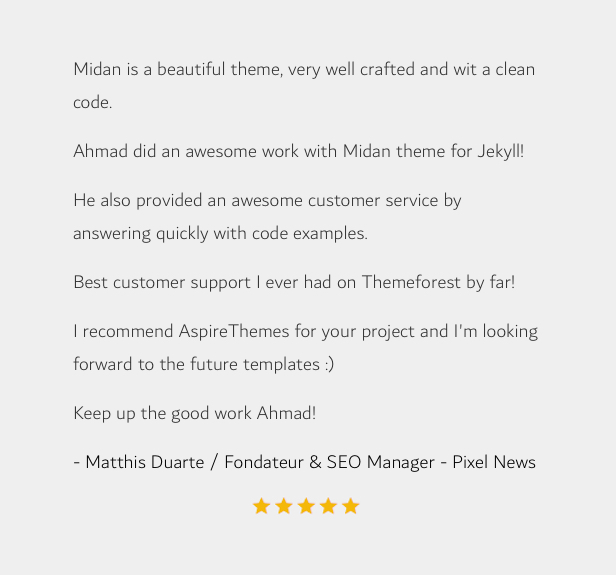 Midan is a beautiful theme, very well crafted and wit a clean
code.
Ahmad did an awesome work with Midan theme for Jekyll!
He also provided an awesome customer service by
answering quickly with code examples.
Best customer support I ever had on Themeforest by far!
I recommend AspireThemes for your project and I'm looking
forward to the future templates :)
Keep up the good work Ahmad!
- Matthis Duarte / Fondateur & SEO Manager - Pixel News